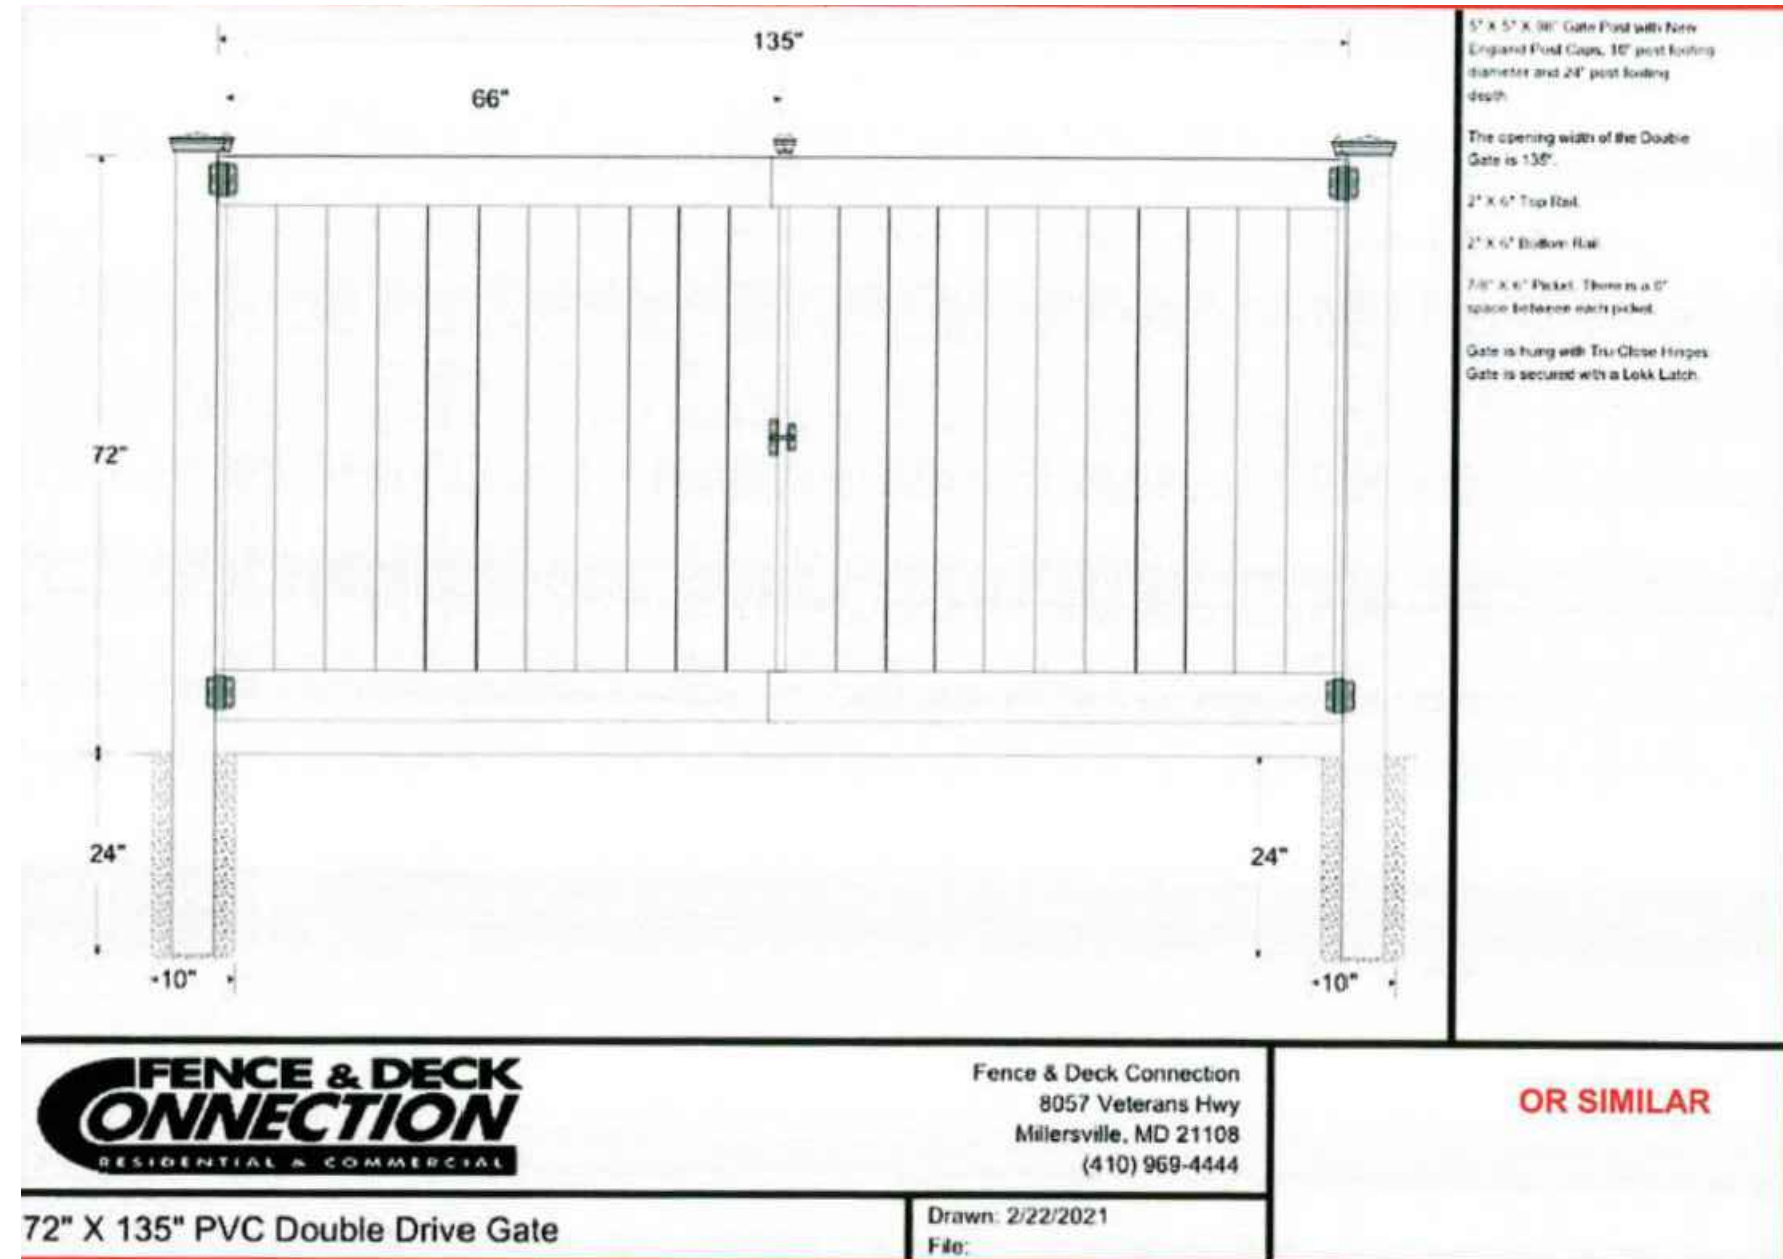 135"
66"
72"
24"
24"
10"
10"
5" X 5" X 98" Gate Post with New
England Post Caps, 10" post footing
diameter and 24" post footing
depth.
The opening width of the Double
Gate is 135".
2" X 6" Top Rail.
2" X 6" Bottom Rail.
7/8" X 6" Picket. There is a 0"
space between each picket.
Gate is hung with Tru-Close Hinges
Gate is secured with a Lokk Latch.
FENCE & DECK
CONNECTION
RESIDENTIAL & COMMERCIAL
Fence & Deck Connection
8057 Veterans Hwy
Millersville, MD 21108
(410) 969-4444
OR SIMILAR
72" X 135" PVC Double Drive Gate
Drawn: 2/22/2021
File: